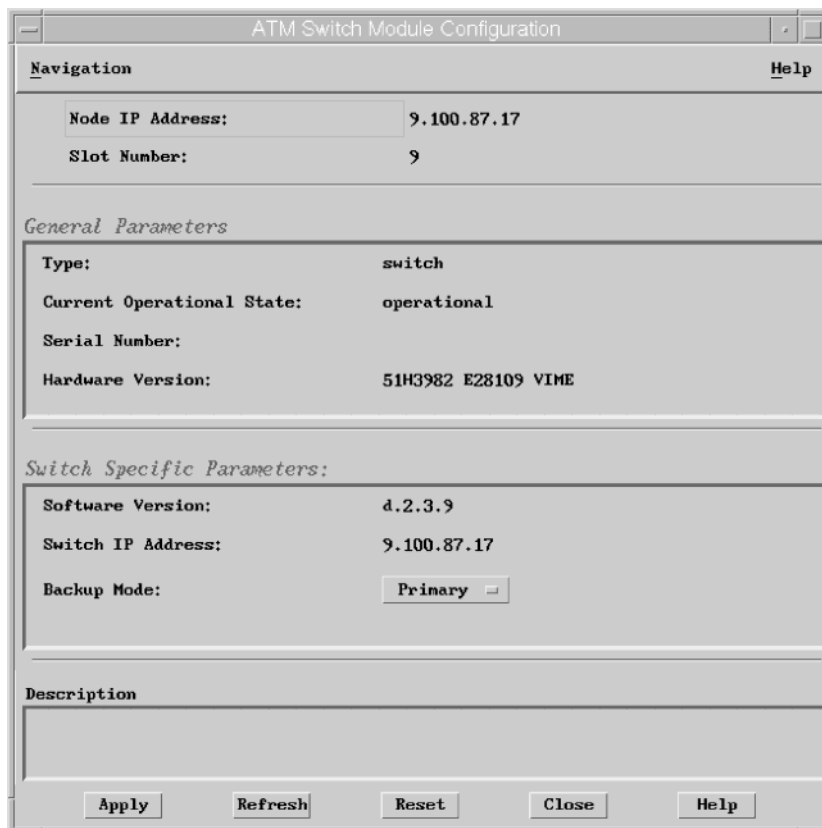 ATM Switch Module Configuration
Navigation Help
Node IP Address: 9.100.87.17
Slot Number: 9
General Parameters
Type: switch
Current Operational State: operational
Serial Number:
Hardware Version: 51H3982 E28109 VIME
Switch Specific Parameters:
Software Version: d.2.3.9
Switch IP Address: 9.100.87.17
Backup Mode: Primary
Description
Apply Refresh Reset Close Help